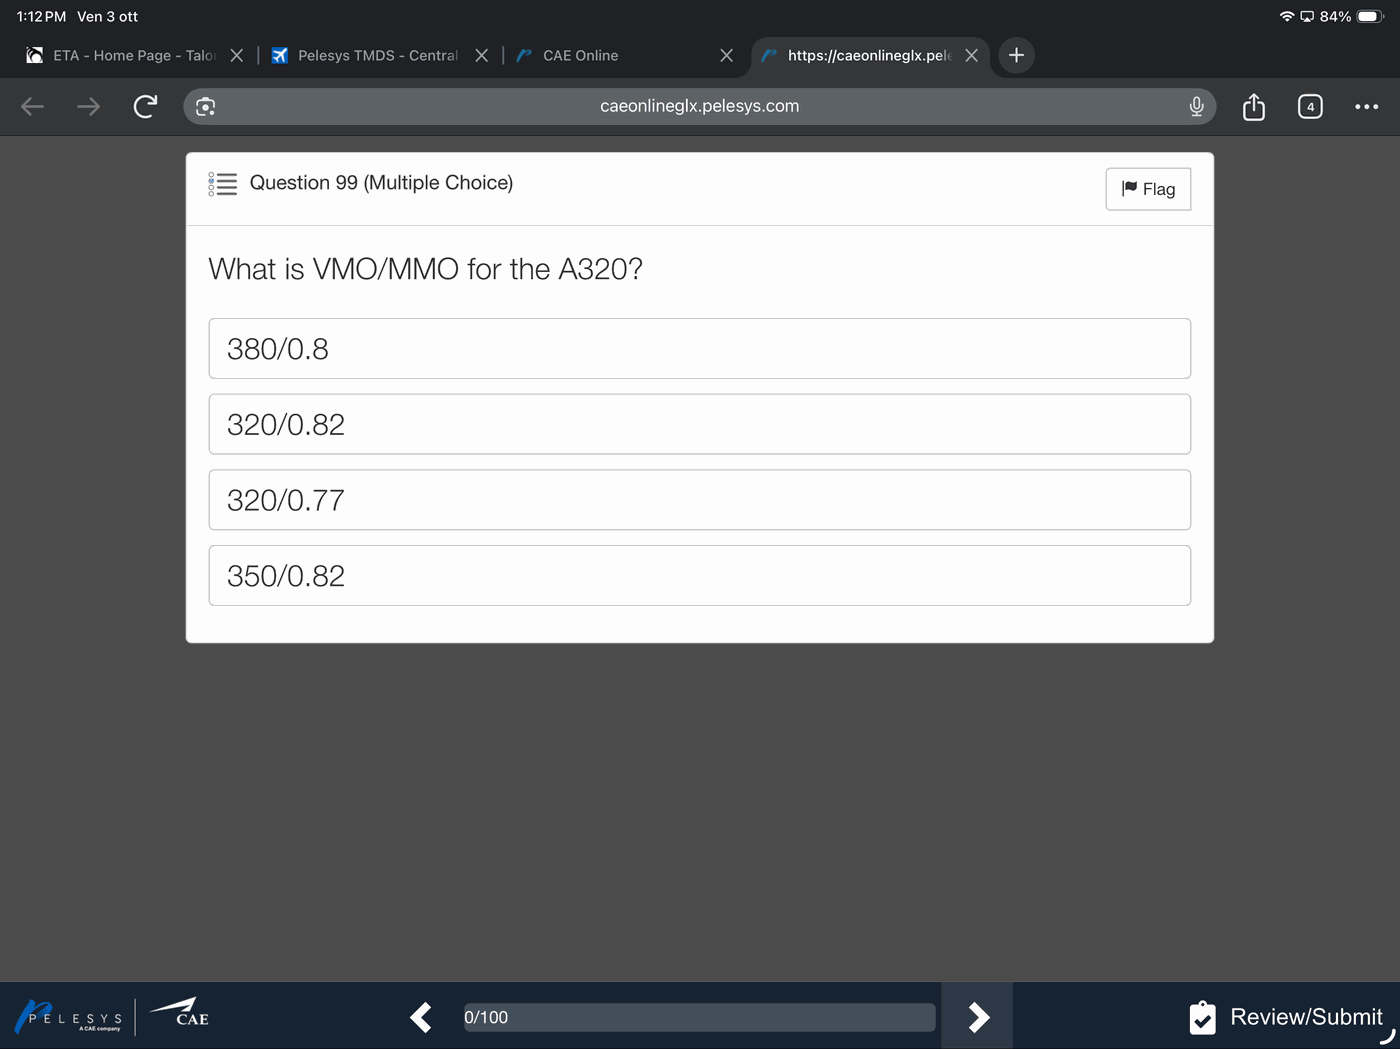 1:12 PM Ven 3 ott
84%
ETA - Home Page - Talo
Pelesys TMDS - Central
CAE Online
https://caeonlineglx.pele
caeonlineglx.pelesys.com
4
Question 99 (Multiple Choice)
Flag
What is VMO/MMO for the A320?
380/0.8
320/0.82
320/0.77
350/0.82
PELESYS
A CAE company
CAE
0/100
Review/Submit